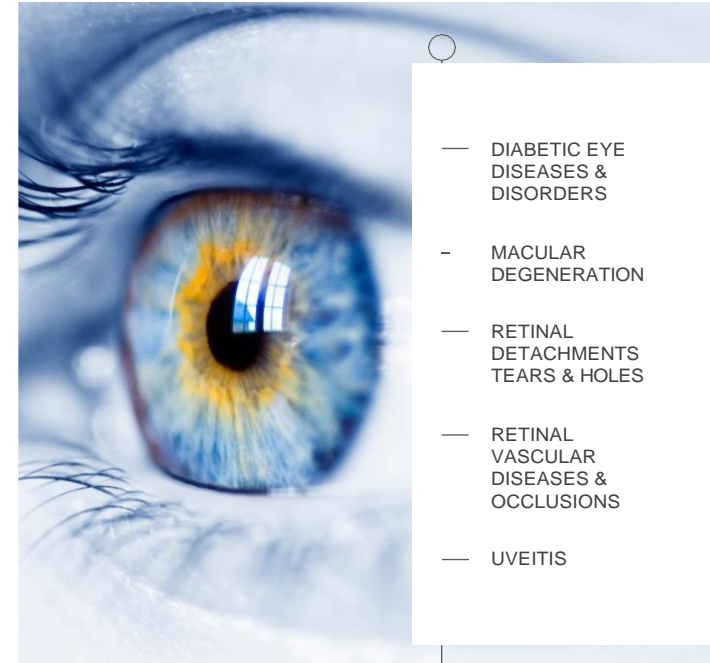 DIABETIC EYE
DISEASES &
DISORDERS
MACULAR
DEGENERATION
RETINAL
DETACHMENTS
TEARS & HOLES
RETINAL
VASCULAR
DISEASES &
OCCLUSIONS
UVEITIS